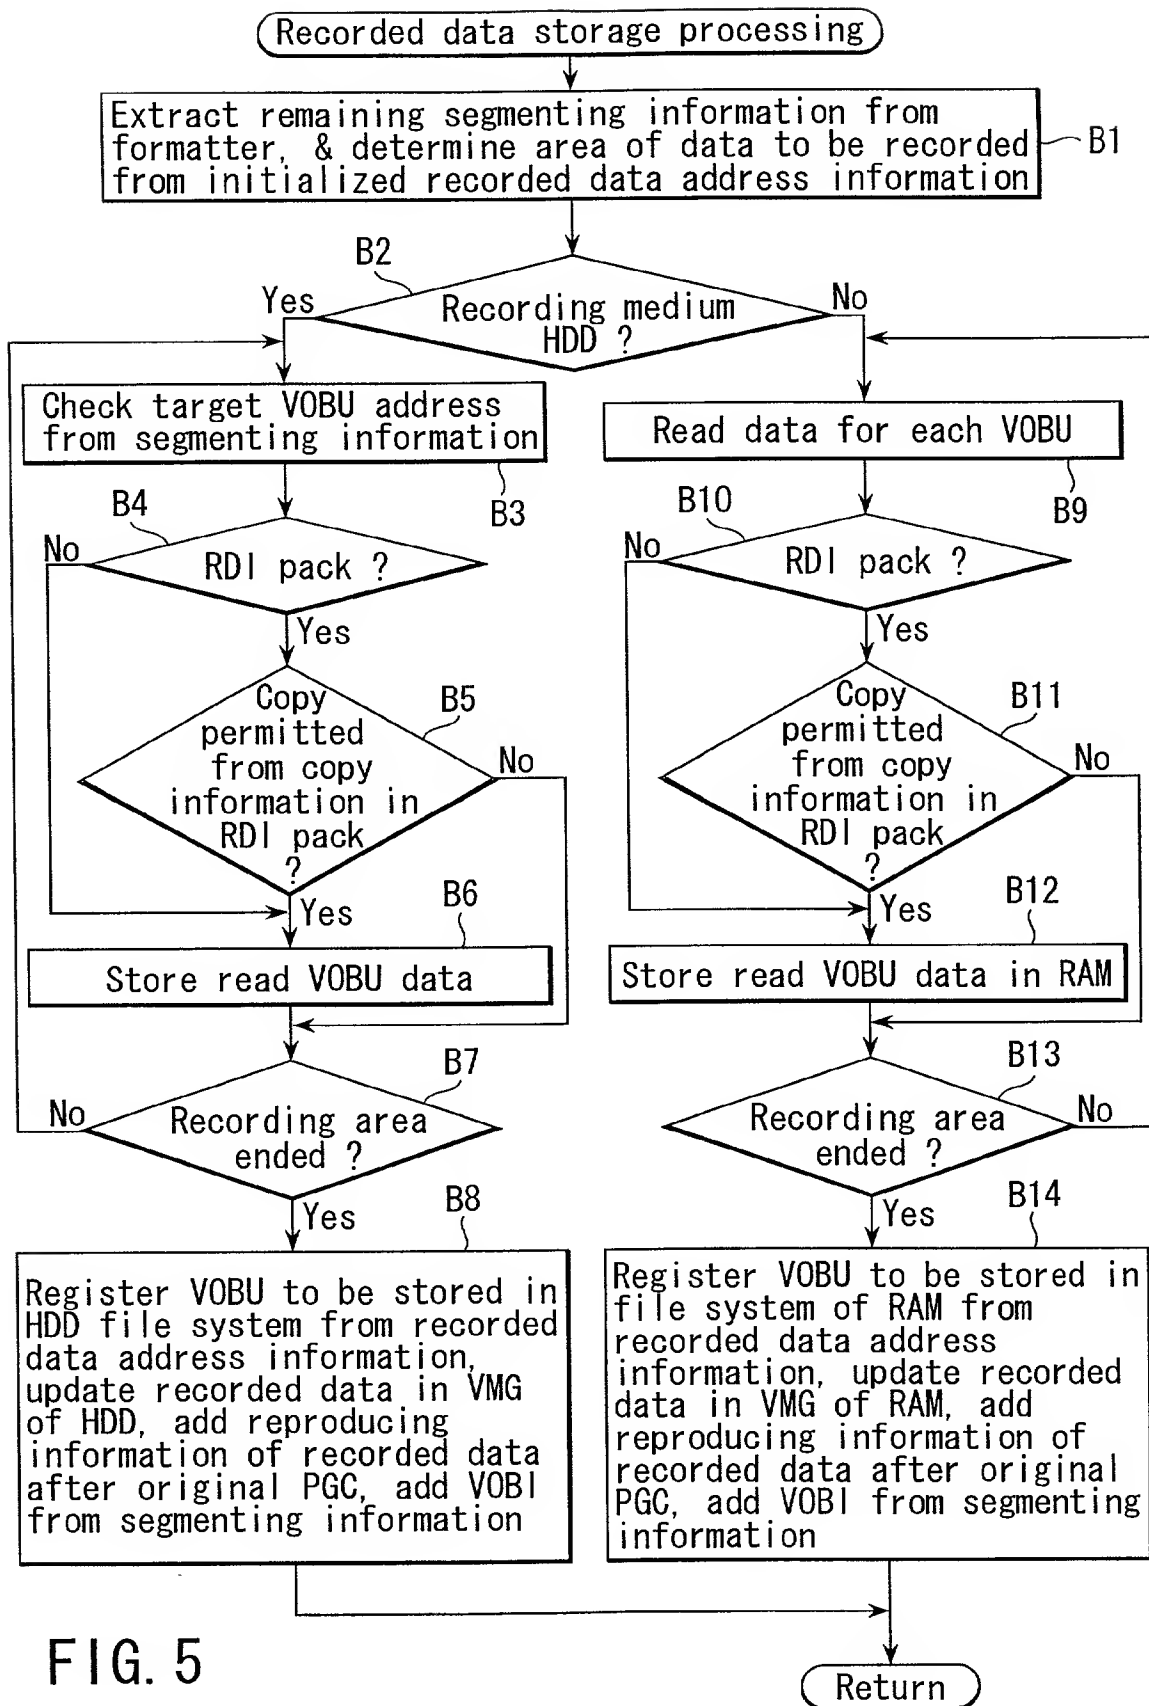 Recorded data storage processing
Extract remaining segmenting information from
formatter, & determine area of data to be recorded
from initialized recorded data address information
B1
B2
Yes
Recording medium
HDD ?
No
Check target VOBU address
from segmenting information
B3
Read data for each VOBU
B9
B4
No
RDI pack ?
Yes
B10
No
RDI pack ?
Yes
Copy
permitted
from copy
information in
RDI pack
?
B5
No
Yes
Copy
permitted
from copy
information in
RDI pack
?
B11
No
Yes
B6
Store read VOBU data
B12
Store read VOBU data in RAM
B7
No
Recording area
ended ?
Yes
B13
Recording area
ended ?
No
Yes
B8
Register VOBU to be stored in
HDD file system from recorded
data address information,
update recorded data in VMG
of HDD, add reproducing
information of recorded data
after original PGC, add VOBI
from segmenting information
B14
Register VOBU to be stored in
file system of RAM from
recorded data address
information, update recorded
data in VMG of RAM, add
reproducing information of
recorded data after original
PGC, add VOBI from segmenting
information
FIG. 5
Return